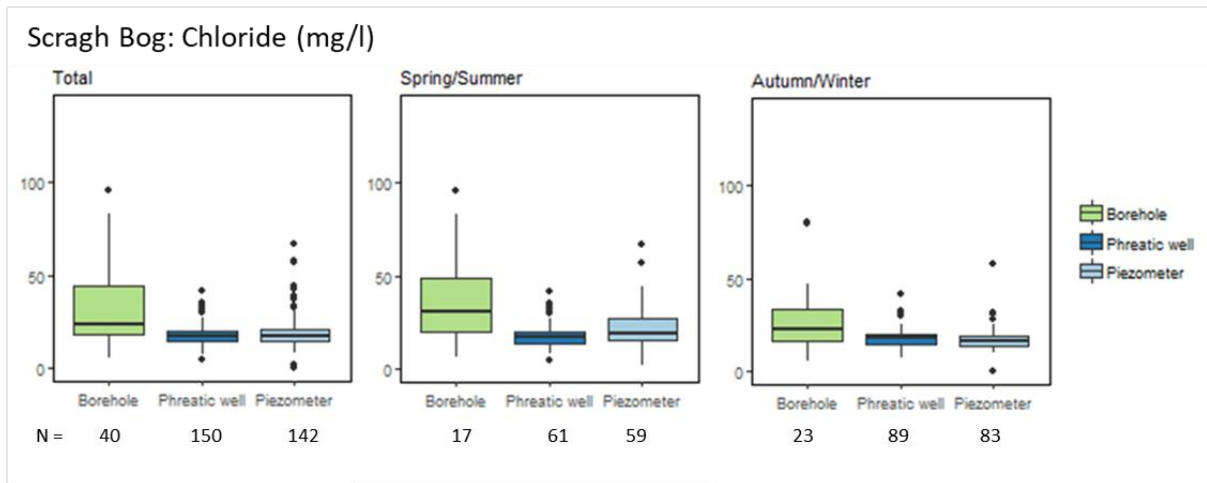 Scragh Bog: Chloride (mg/l)
Total
Spring/Summer
Autumn/Winter
100
50
0
Borehole
Phreatic well
Piezometer
100
50
0
Borehole
Phreatic well
Piezometer
100
50
0
Borehole
Phreatic well
Piezometer
Borehole
Phreatic well
Piezometer
N = 40 150 142 17 61 59 23 89 83